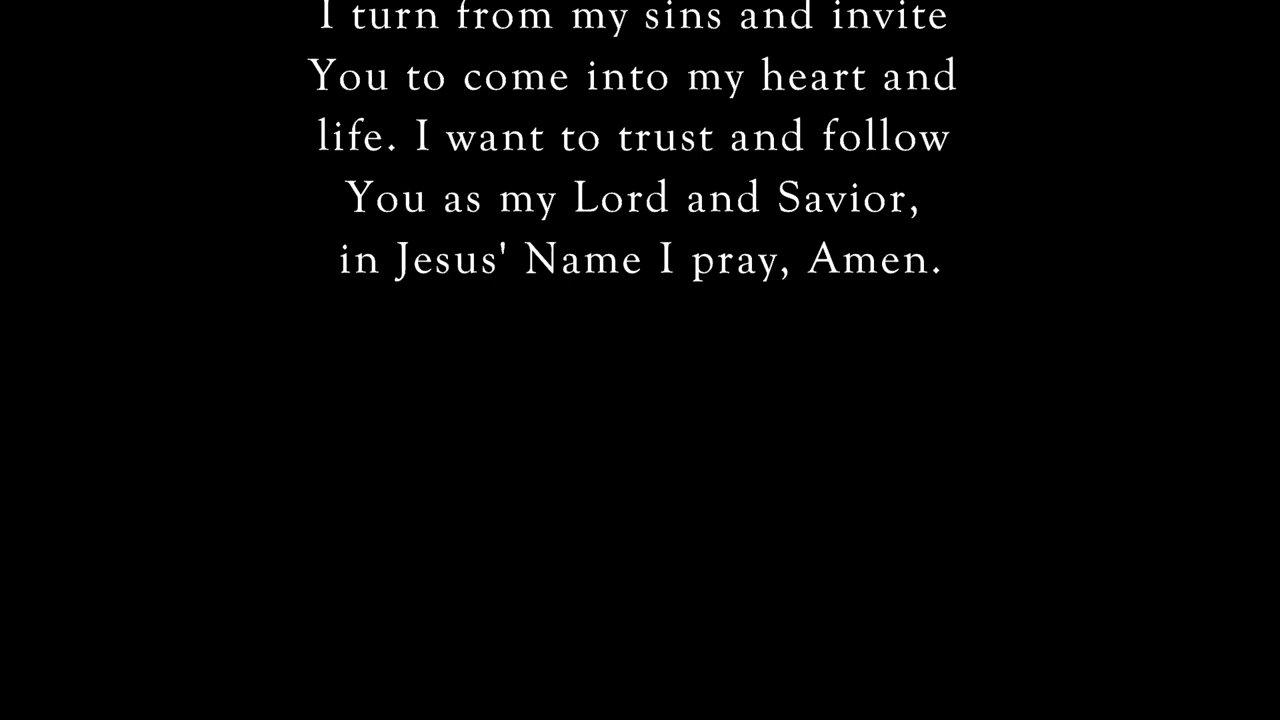 I turn from my sins and invite
You to come into my heart and
life. I want to trust and follow
You as my Lord and Savior,
in Jesus' Name I pray, Amen.